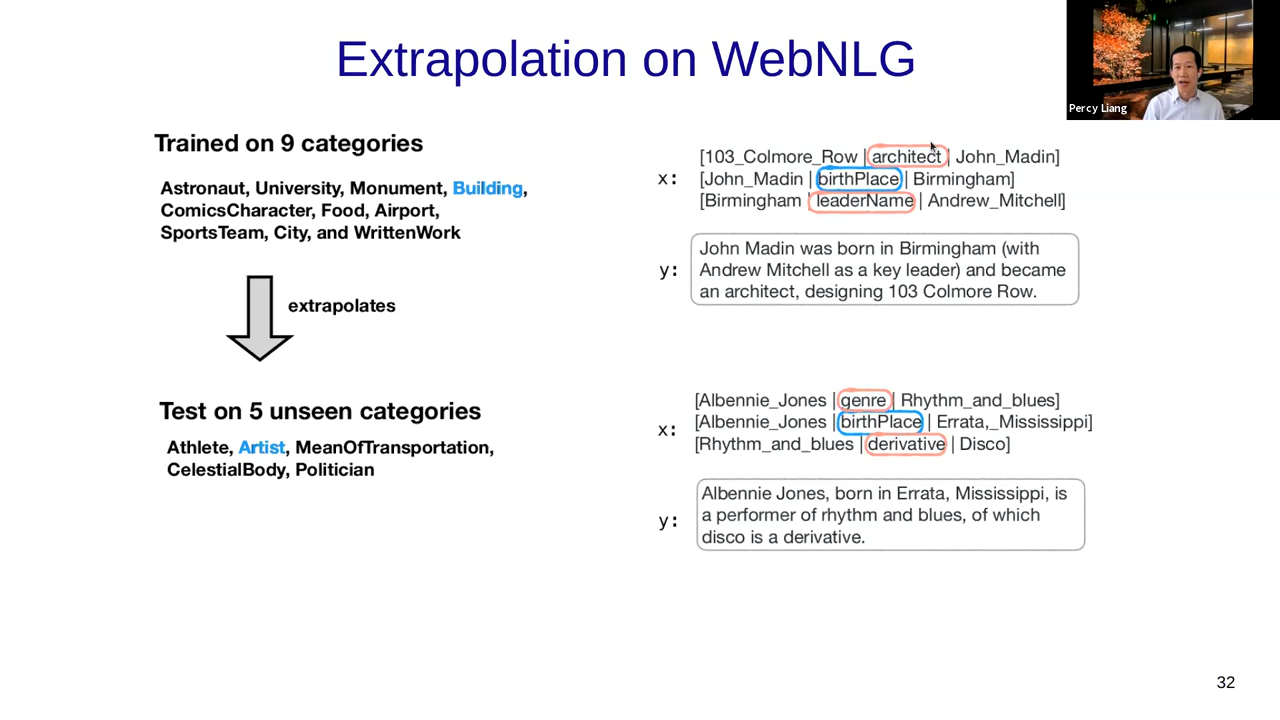 Extrapolation on WebNLG
Percy Liang
Trained on 9 categories
Astronaut, University, Monument, Building,
ComicsCharacter, Food, Airport,
SportsTeam, City, and WrittenWork
extrapolates
Test on 5 unseen categories
Athlete, Artist, MeanOfTransportation,
CelestialBody, Politician
x:
[103_Colmore_Row | architect | John_Madin]
[John_Madin | birthPlace | Birmingham]
[Birmingham | leaderName | Andrew_Mitchell]
y:
John Madin was born in Birmingham (with
Andrew Mitchell as a key leader) and became
an architect, designing 103 Colmore Row.
x:
[Albennie_Jones | genre | Rhythm_and_blues]
[Albennie_Jones | birthPlace | Errata,_Mississippi]
[Rhythm_and_blues | derivative | Disco]
y:
Albennie Jones, born in Errata, Mississippi, is
a performer of rhythm and blues, of which
disco is a derivative.
32